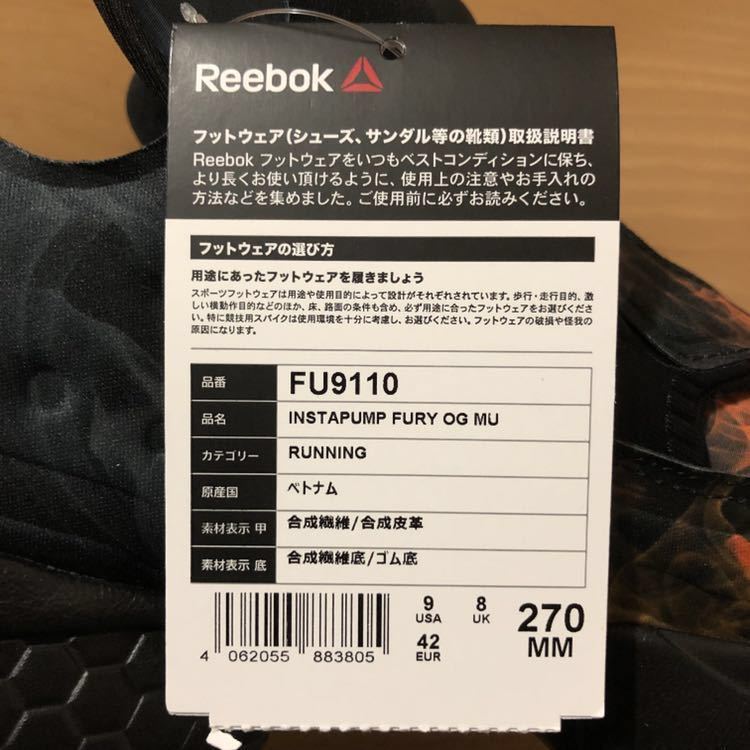 Reebok
フットウェア(シューズ、サンダル等の靴類)取扱説明書
Reebok フットウェアをいつもベストコンディションに保ち、
より長くお使い頂けるように、使用上の注意やお手入れの
方法などを集めました。ご使用前に必ずお読みください。
フットウェアの選び方
用途にあったフットウェアを履きましょう
スポーツフットウェアは用途や使用目的によって設計がそれぞれされています。歩行・走行目的、激
しい横動作目的などのほか、床、路面の条件も含め、必ず用途に合ったフットウェアをお選びくださ
い。特に競技用スパイクは使用環境を十分に考慮し、お選びください。フットウェアの破損や怪我の
原因になります。
品番 FU9110
品名 INSTAPUMP FURY OG MU
カテゴリー RUNNING
原産国 ベトナム
素材表示 甲 合成繊維/合成皮革
素材表示 底 合成繊維底/ゴム底
9 8 270
USA UK MM
42
EUR
4 062055 883805